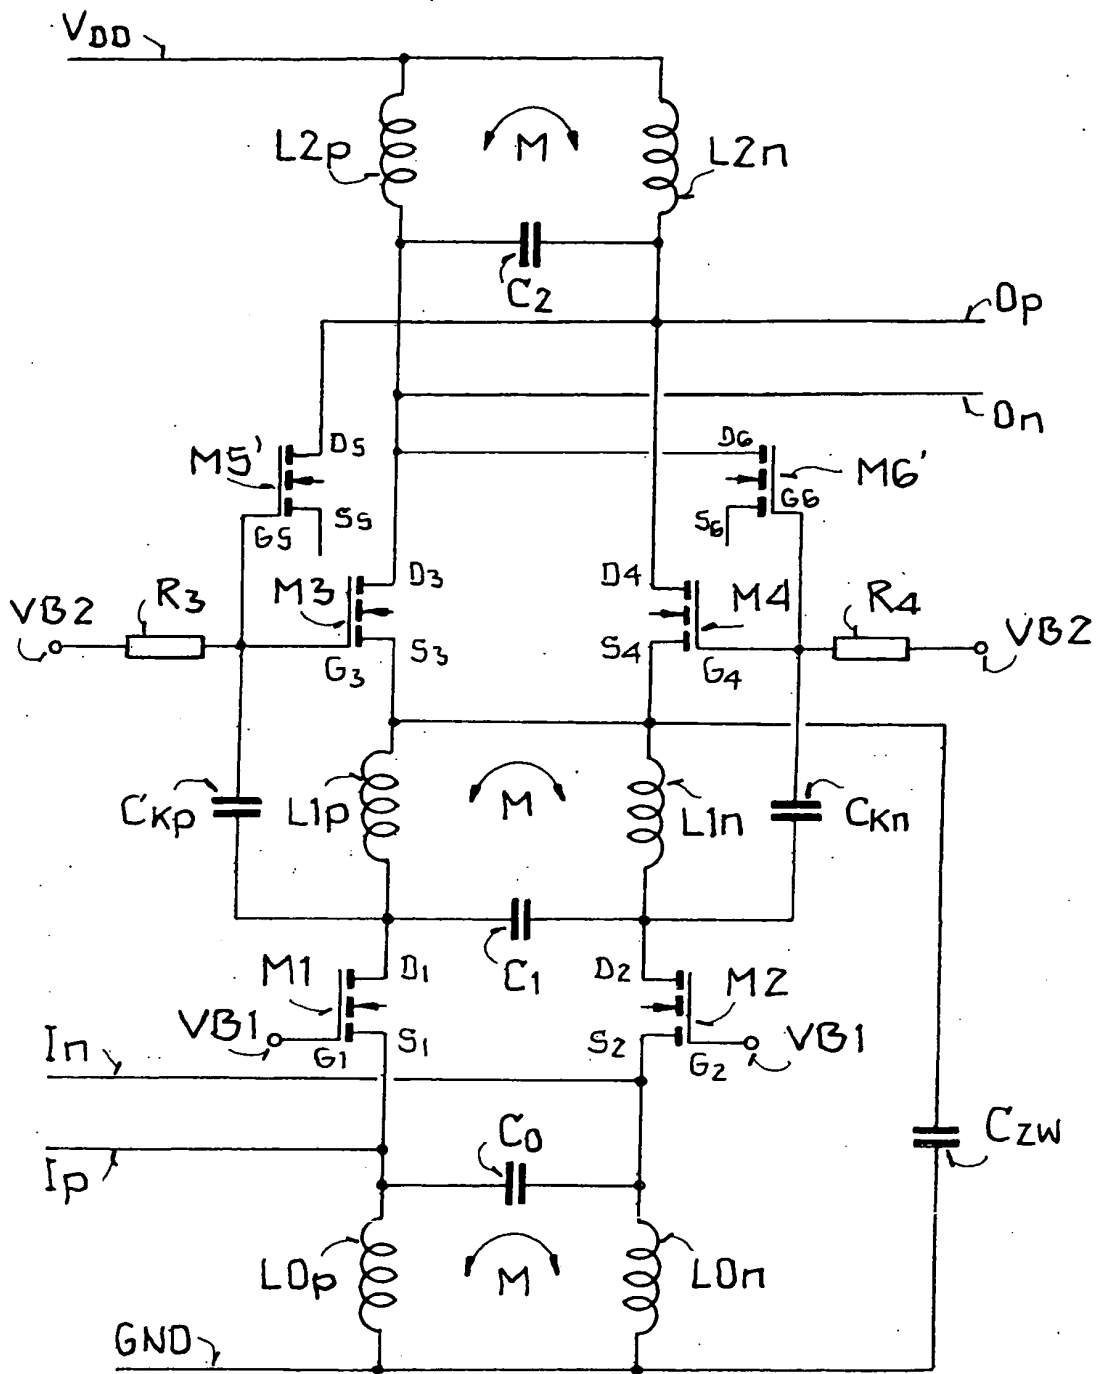 VDD
L2p
M
L2n
C2
Op
On
M5'
D5
S5
G5
D6
M6'
G6
S6
VB2
R3
M3
D3
G3
S3
D4
M4
S4
G4
R4
VB2
CKp
L1p
M
L1n
CKn
C1
M1
D1
VB1
G1
S1
D2
M2
S2
G2
VB1
In
Ip
C0
CZW
L0p
M
L0n
GND